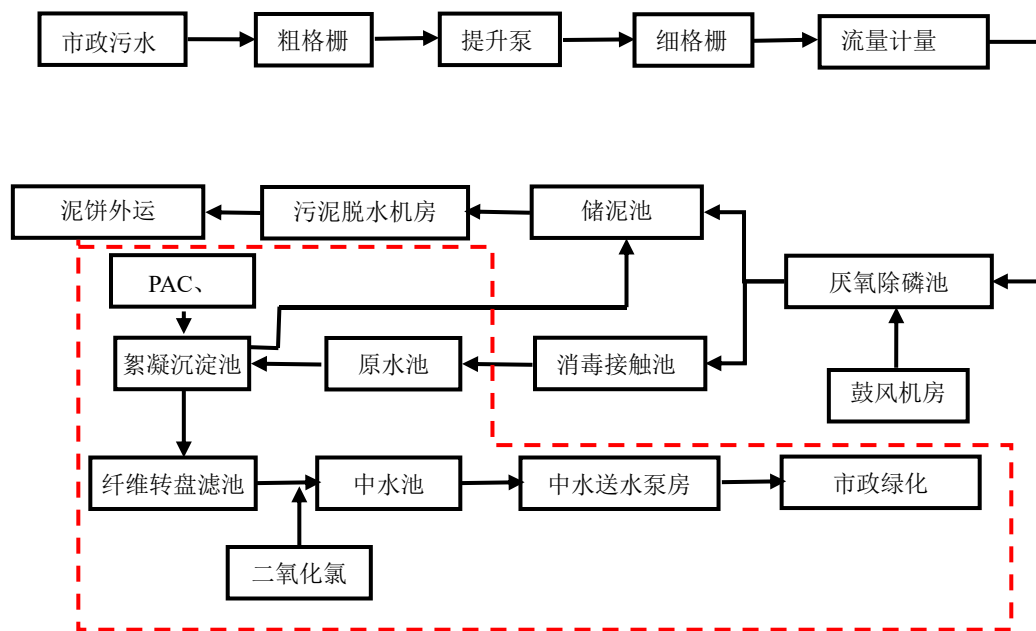 市政污水
粗格栅
提升泵
细格栅
流量计量
泥饼外运
污泥脱水机房
储泥池
厌氧除磷池
PAC、
絮凝沉淀池
原水池
消毒接触池
鼓风机房
纤维转盘滤池
中水池
中水送水泵房
市政绿化
二氧化氯